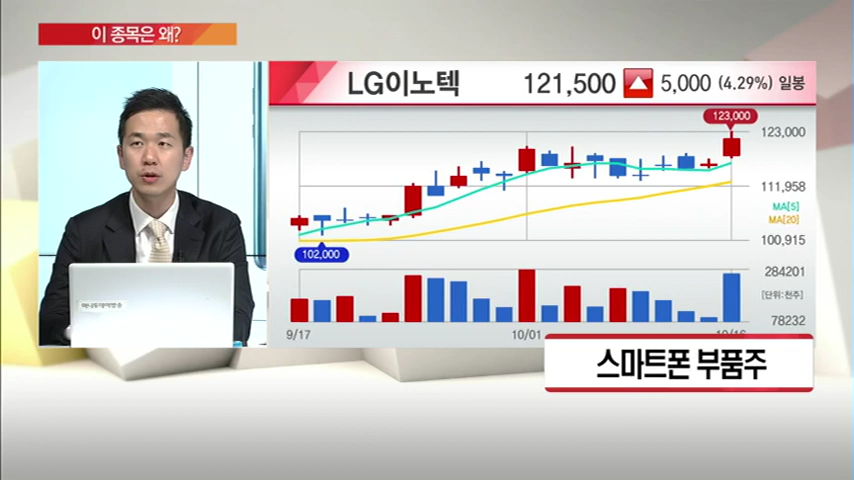 이 종목은 왜?
LG이노텍 121,500 5,000 (4.29%) 일봉
123,000
123,000
111,958
MA[5]
MA[20]
100,915
102,000
284201
[단위:천주]
78232
9/17 10/01 10/16
스마트폰 부품주